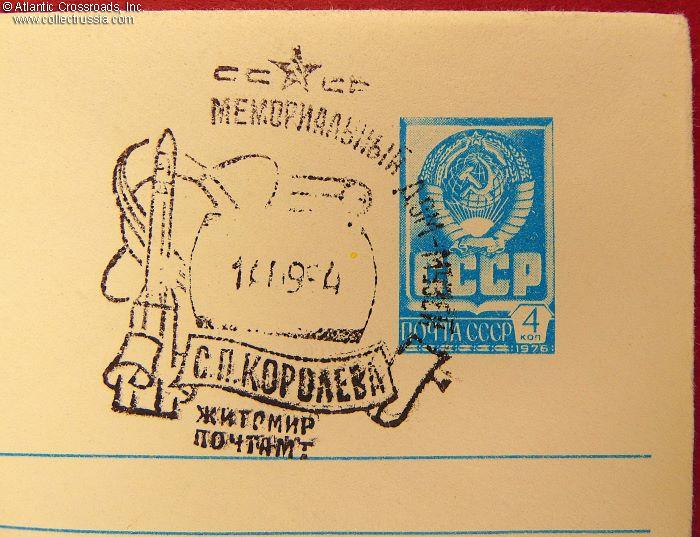 © Atlantic Crossroads, Inc.
www.collectrussia.com
СССР
МЕМОРИАЛЬНЫЙ ДОМ-МУЗЕЙ
С.П.КОРОЛЕВА
ЖИТОМИР
ПОЧТАМТ
СССР
ПОЧТА СССР
4
КОП
1976